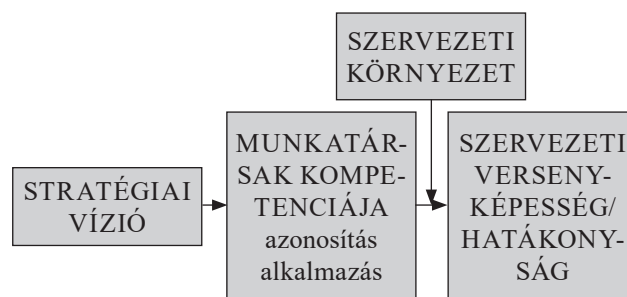 SZERVEZETI
KÖRNYEZET
STRATÉGIAI
VÍZIÓ
MUNKATÁR-
SAK KOMPE-
TENCIÁJA
azonosítás
alkalmazás
SZERVEZETI
VERSENY-
KÉPESSÉG/
HATÁKONY-
SÁG